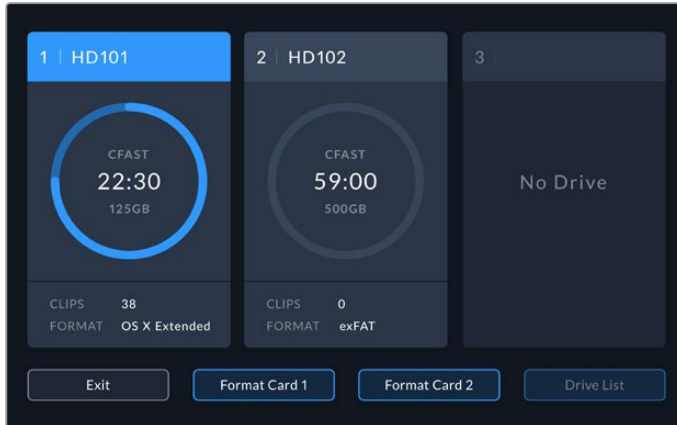 1 | HD101
CFAST
22:30
125GB
CLIPS 38
FORMAT OS X Extended
2 | HD102
CFAST
59:00
500GB
CLIPS 0
FORMAT exFAT
3
No Drive
Exit
Format Card 1
Format Card 2
Drive List